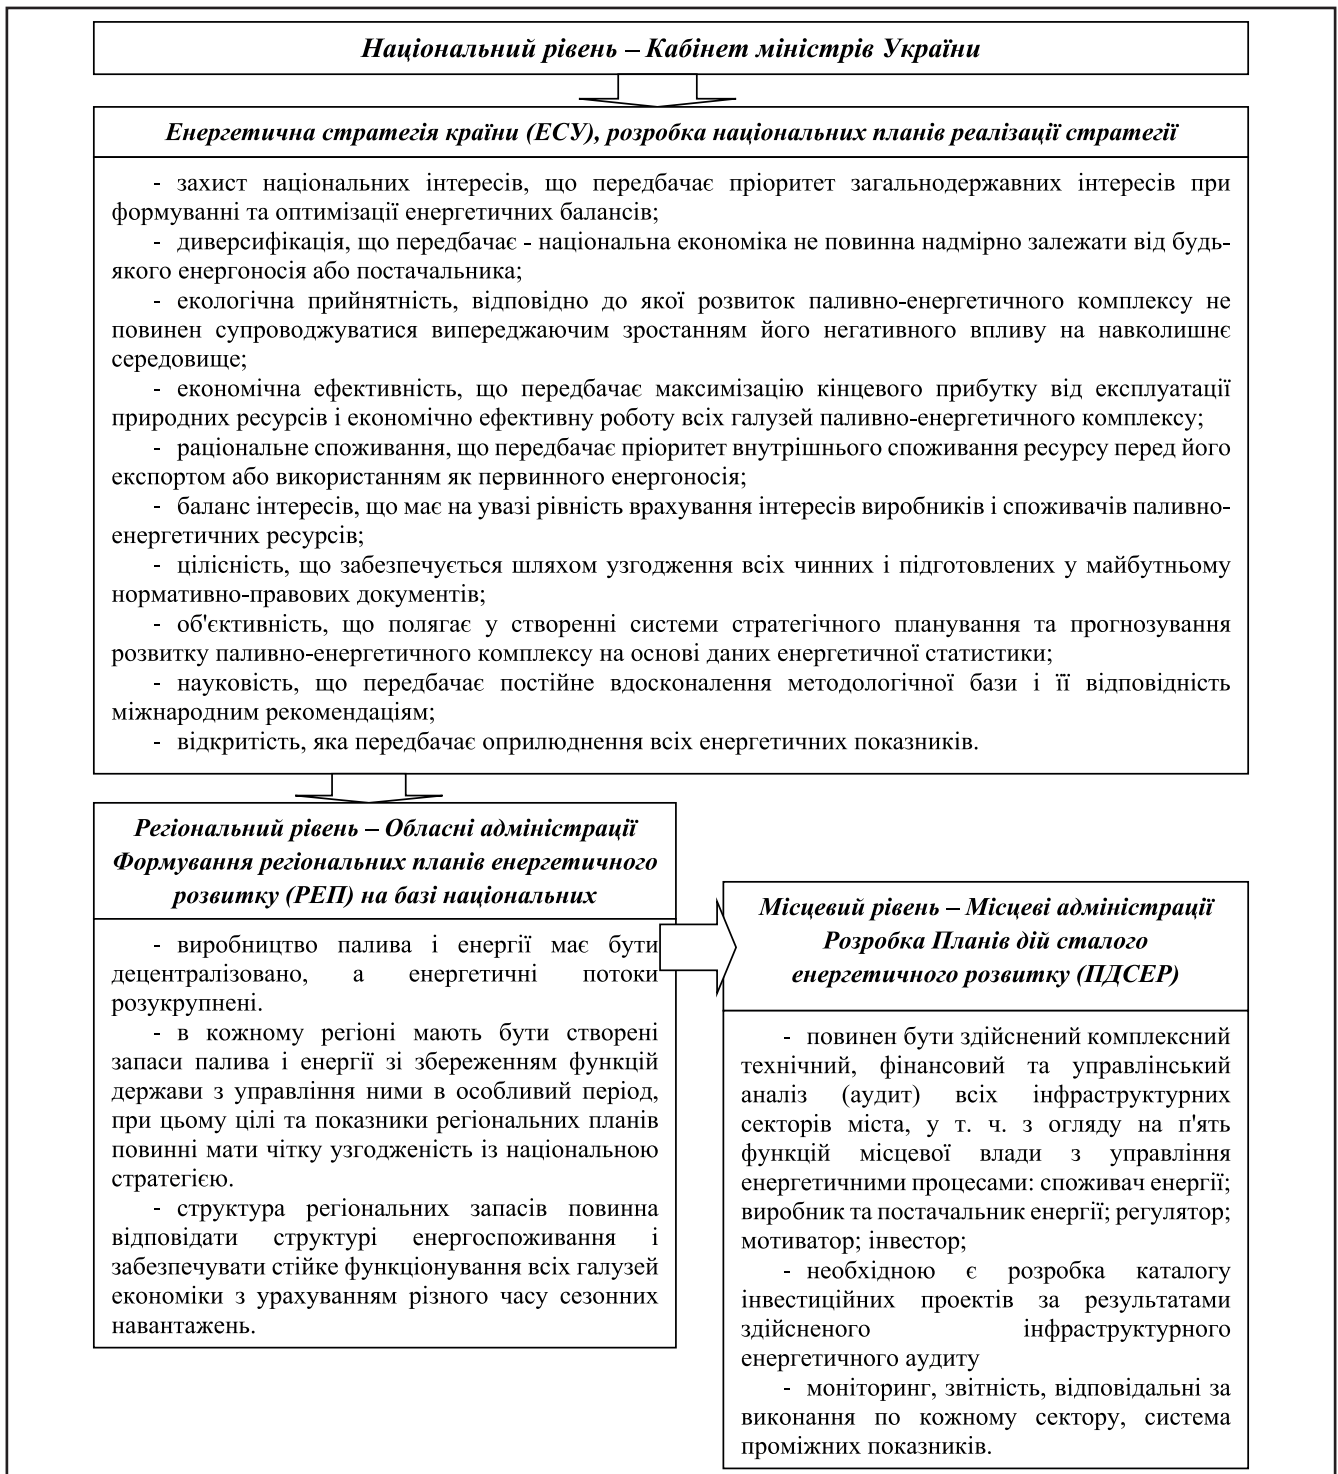 Національний рівень – Кабінет міністрів України
Енергетична стратегія країни (ЕСУ), розробка національних планів реалізації стратегії
- захист національних інтересів, що передбачає пріоритет загальнодержавних інтересів при
формуванні та оптимізації енергетичних балансів;
- диверсифікація, що передбачає - національна економіка не повинна надмірно залежати від будь-
якого енергоносія або постачальника;
- екологічна прийнятність, відповідно до якої розвиток паливно-енергетичного комплексу не
повинен супроводжуватися випереджаючим зростанням його негативного впливу на навколишнє
середовище;
- економічна ефективність, що передбачає максимізацію кінцевого прибутку від експлуатації
природних ресурсів і економічно ефективну роботу всіх галузей паливно-енергетичного комплексу;
- раціональне споживання, що передбачає пріоритет внутрішнього споживання ресурсу перед його
експортом або використанням як первинного енергоносія;
- баланс інтересів, що має на увазі рівність врахування інтересів виробників і споживачів паливно-
енергетичних ресурсів;
- цілісність, що забезпечується шляхом узгодження всіх чинних і підготовлених у майбутньому
нормативно-правових документів;
- об'єктивність, що полягає у створенні системи стратегічного планування та прогнозування
розвитку паливно-енергетичного комплексу на основі даних енергетичної статистики;
- науковість, що передбачає постійне вдосконалення методологічної бази і її відповідність
міжнародним рекомендаціям;
- відкритість, яка передбачає оприлюднення всіх енергетичних показників.
Регіональний рівень – Обласні адміністрації
Формування регіональних планів енергетичного
розвитку (РЕП) на базі національних
- виробництво палива і енергії має бути
децентралізовано, а енергетичні потоки
розукрупнені.
- в кожному регіоні мають бути створені
запаси палива і енергії зі збереженням функцій
держави з управління ними в особливий період,
при цьому цілі та показники регіональних планів
повинні мати чітку узгодженість із національною
стратегією.
- структура регіональних запасів повинна
відповідати структурі енергоспоживання і
забезпечувати стійке функціонування всіх галузей
економіки з урахуванням різного часу сезонних
навантажень.
Місцевий рівень – Місцеві адміністрації
Розробка Планів дій сталого
енергетичного розвитку (ПДСЕР)
- повинен бути здійснений комплексний
технічний, фінансовий та управлінський
аналіз (аудит) всіх інфраструктурних
секторів міста, у т. ч. з огляду на п'ять
функцій місцевої влади з управління
енергетичними процесами: споживач енергії;
виробник та постачальник енергії; регулятор;
мотиватор; інвестор;
- необхідною є розробка каталогу
інвестиційних проектів за результатами
здійсненого інфраструктурного
енергетичного аудиту
- моніторинг, звітність, відповідальні за
виконання по кожному сектору, система
проміжних показників.